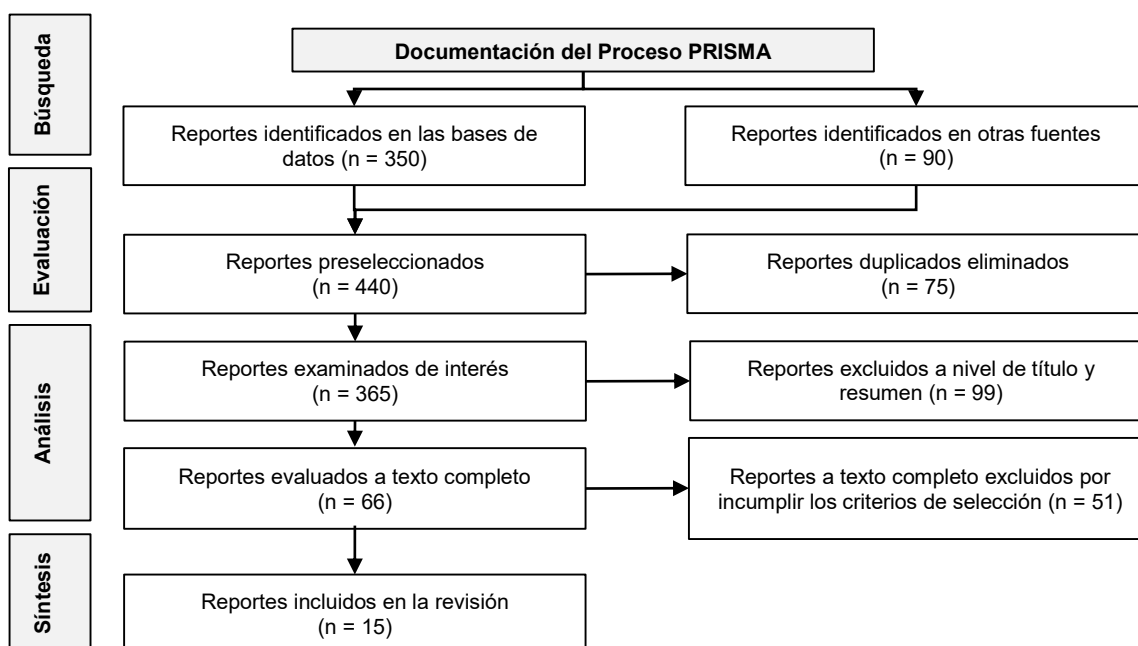 Documentación del Proceso PRISMA
Búsqueda
Reportes identificados en las bases de
datos (n = 350)
Reportes identificados en otras fuentes
(n = 90)
Evaluación
Reportes preseleccionados
(n = 440)
Reportes duplicados eliminados
(n = 75)
Análisis
Reportes examinados de interés
(n = 365)
Reportes excluidos a nivel de título y
resumen (n = 99)
Reportes evaluados a texto completo
(n = 66)
Reportes a texto completo excluidos por
incumplir los criterios de selección (n = 51)
Síntesis
Reportes incluidos en la revisión
(n = 15)